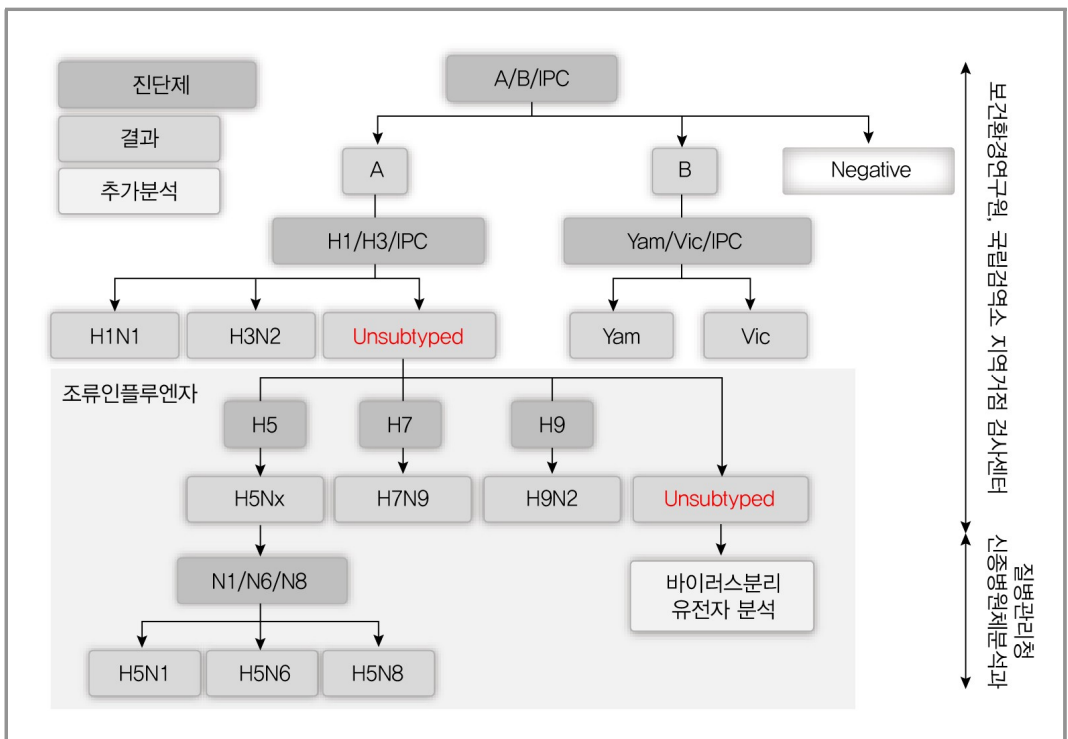 진단제
결과
추가분석
A/B/IPC
A
B
Negative
H1/H3/IPC
Yam/Vic/IPC
H1N1
H3N2
Unsubtyped
Yam
Vic
조류인플루엔자
H5
H7
H9
H5Nx
H7N9
H9N2
Unsubtyped
N1/N6/N8
바이러스분리
유전자 분석
H5N1
H5N6
H5N8
보건환경연구원, 국립검역소 지역거점 검사센터
질병관리청
신종병원체분석과